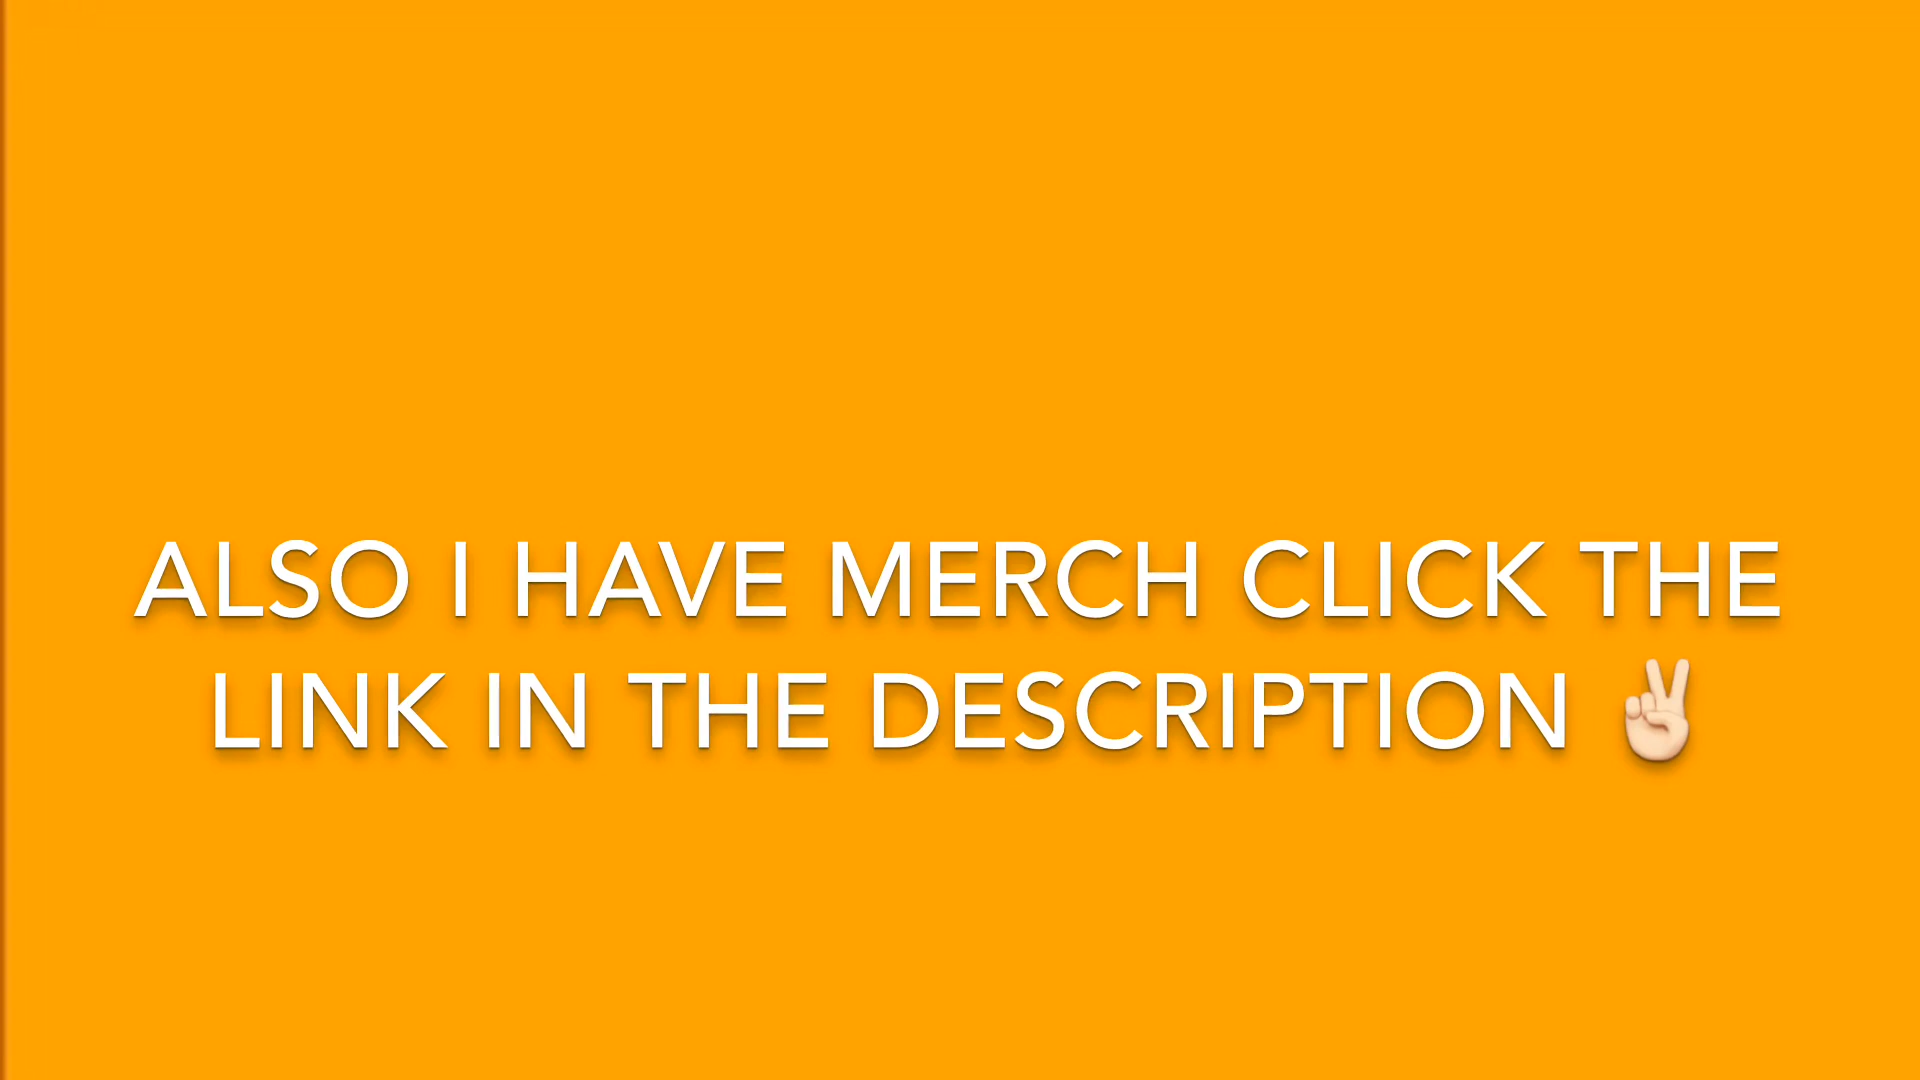 ALSO I HAVE MERCH CLICK THE
LINK IN THE DESCRIPTION ✌🏻